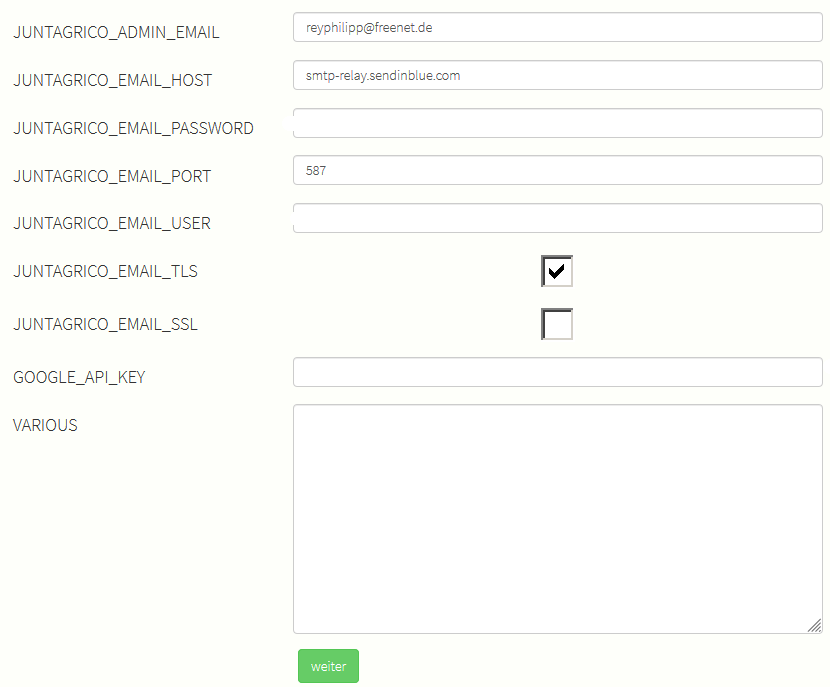 JUNTAGRICO_ADMIN_EMAIL reyphilipp@freenet.de
JUNTAGRICO_EMAIL_HOST smtp-relay.sendinblue.com
JUNTAGRICO_EMAIL_PASSWORD
JUNTAGRICO_EMAIL_PORT 587
JUNTAGRICO_EMAIL_USER
JUNTAGRICO_EMAIL_TLS
JUNTAGRICO_EMAIL_SSL
GOOGLE_API_KEY
VARIOUS
weiter